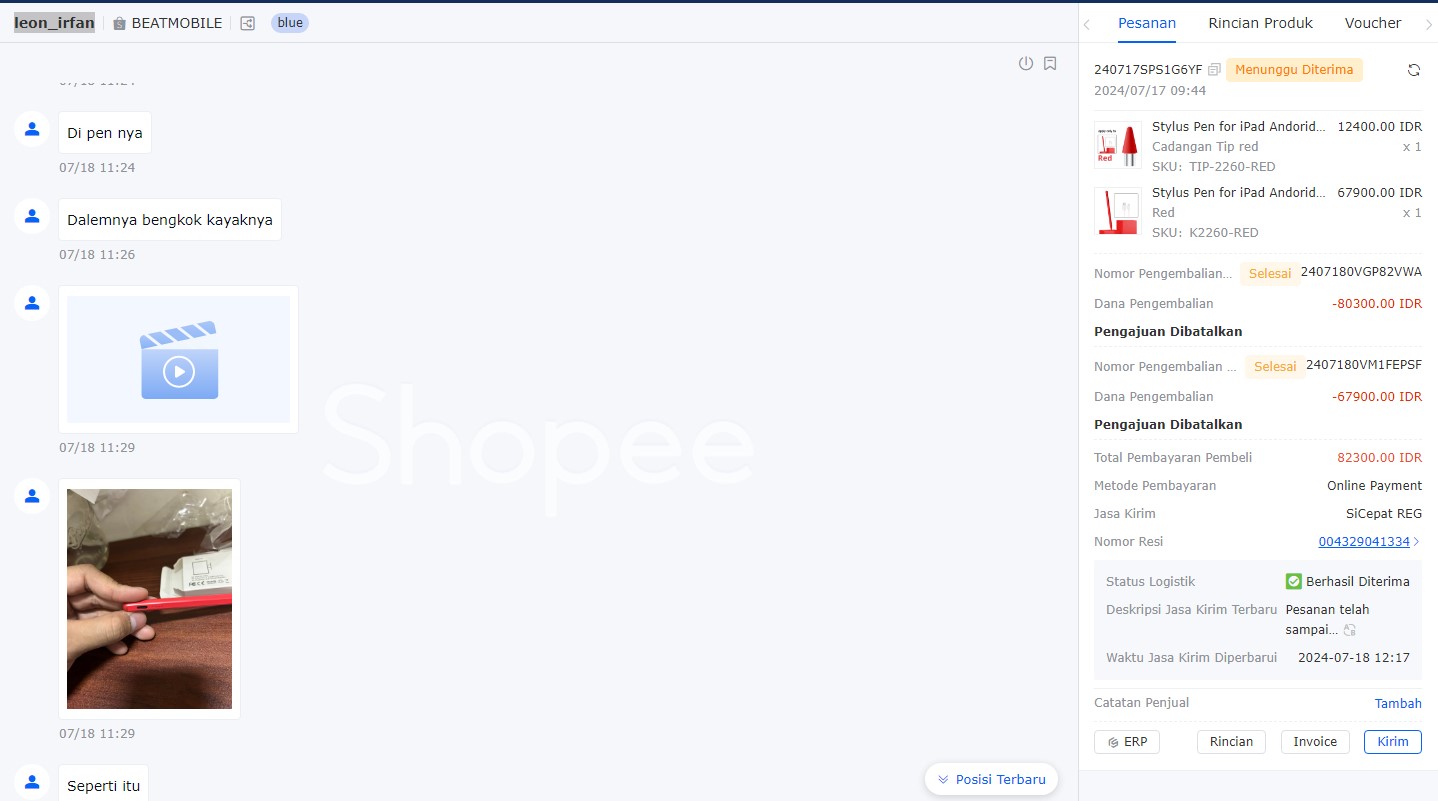 leon_irfan
BEATMOBILE
blue
Di pen nya
07/18 11:24
Dalemnya bengkok kayaknya
07/18 11:26
07/18 11:29
07/18 11:29
Seperti itu
Shopee
Posisi Terbaru
Pesanan Rincian Produk Voucher
240717SPS1G6YF Menunggu Diterima
2024/07/17 09:44
Red
Stylus Pen for iPad Andorid... 12400.00 IDR
Cadangan Tip red x 1
SKU: TIP-2260-RED
Stylus Pen for iPad Andorid... 67900.00 IDR
Red x 1
SKU: K2260-RED
Nomor Pengembalian... Selesai 2407180VGP82VWA
Dana Pengembalian -80300.00 IDR
Pengajuan Dibatalkan
Nomor Pengembalian ... Selesai 2407180VM1FEPSF
Dana Pengembalian -67900.00 IDR
Pengajuan Dibatalkan
Total Pembayaran Pembeli 82300.00 IDR
Metode Pembayaran Online Payment
Jasa Kirim SiCepat REG
Nomor Resi 004329041334
Status Logistik Berhasil Diterima
Deskripsi Jasa Kirim Terbaru Pesanan telah
sampai...
Waktu Jasa Kirim Diperbarui 2024-07-18 12:17
Catatan Penjual Tambah
ERP Rincian Invoice Kirim